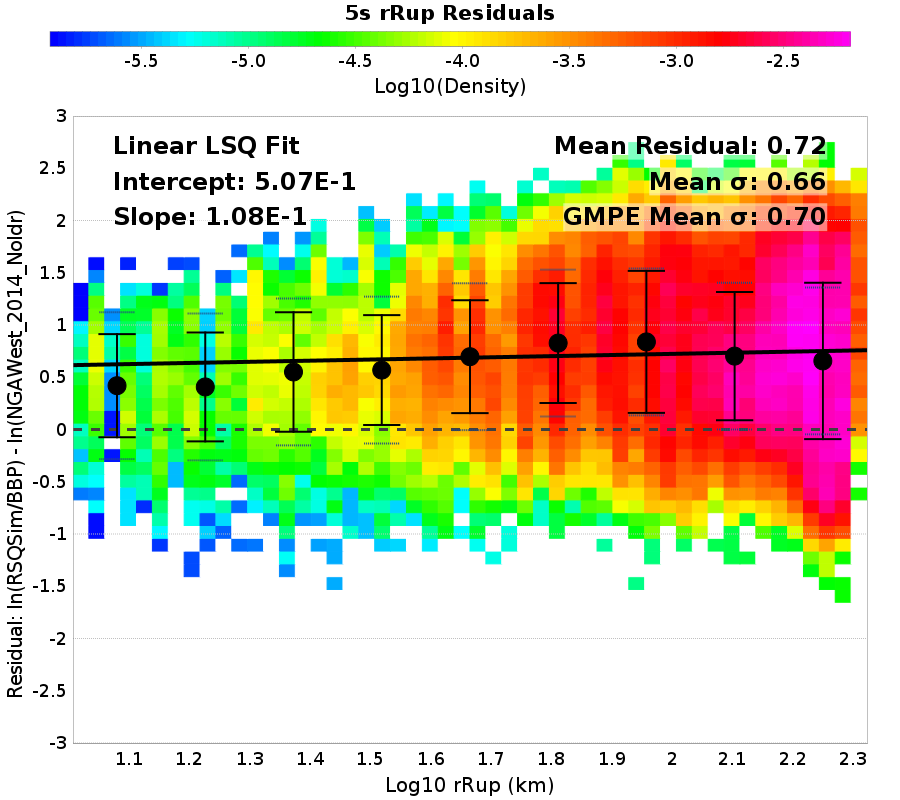 5s rRup Residuals
-5.5 -5.0 -4.5 -4.0 -3.5 -3.0 -2.5
Log10(Density)
Residual: ln(RSQSim/BBP) - ln(NGAWest_2014_NoIdr)
3
2.5
2
1.5
1
0.5
0
-0.5
-1
-1.5
-2
-2.5
-3
Linear LSQ Fit
Intercept: 5.07E-1
Slope: 1.08E-1
Mean Residual: 0.72
Mean σ: 0.66
GMPE Mean σ: 0.70
1.1 1.2 1.3 1.4 1.5 1.6 1.7 1.8 1.9 2 2.1 2.2 2.3
Log10 rRup (km)